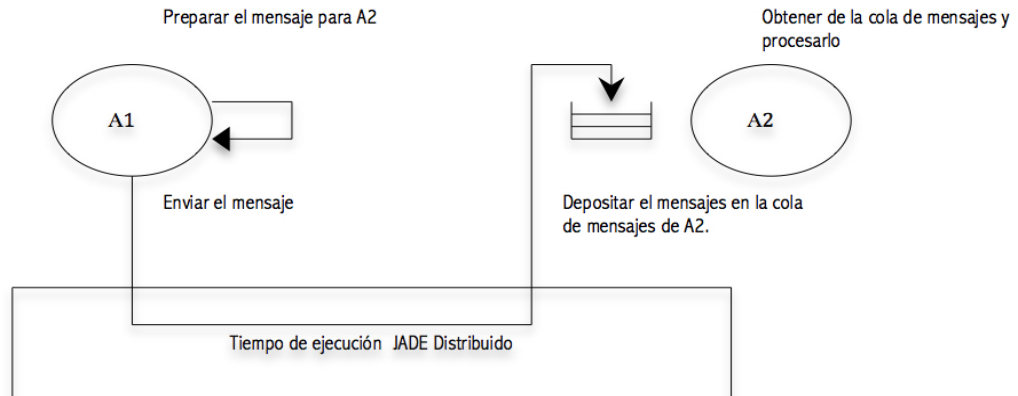 Preparar el mensaje para A2
Obtener de la cola de mensajes y
procesarlo
A1
A2
Enviar el mensaje
Depositar el mensajes en la cola
de mensajes de A2.
Tiempo de ejecución JADE Distribuido